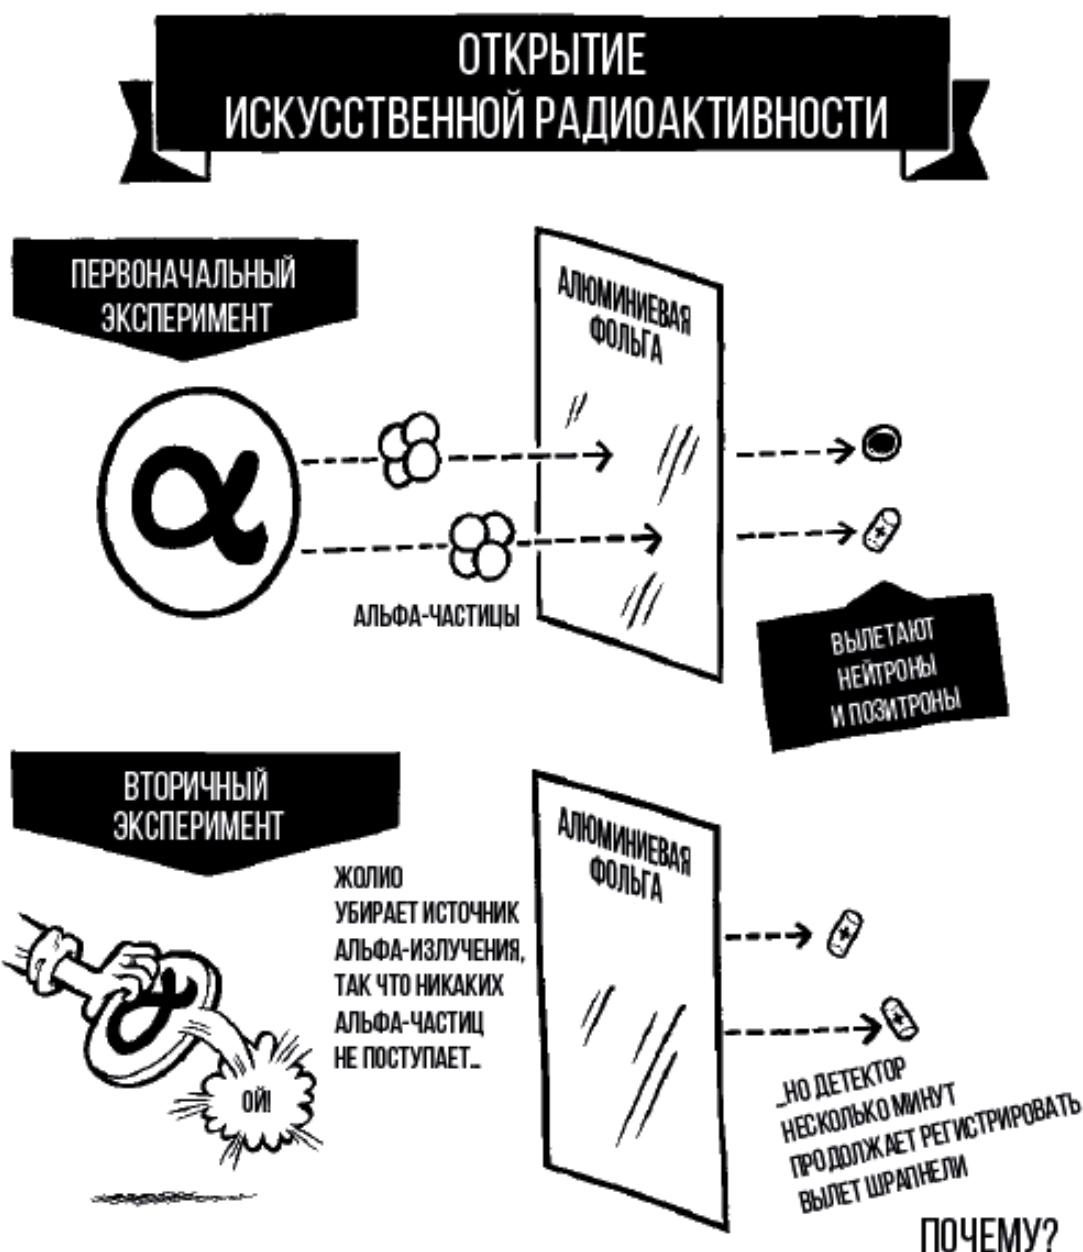 ОТКРЫТИЕ
ИСКУССТВЕННОЙ РАДИОАКТИВНОСТИ
ПЕРВОНАЧАЛЬНЫЙ
ЭКСПЕРИМЕНТ
АЛЮМИНИЕВАЯ
ФОЛЬГА
α
АЛЬФА-ЧАСТИЦЫ
ВЫЛЕТАЮТ
НЕЙТРОНЫ
И ПОЗИТРОНЫ
ВТОРИЧНЫЙ
ЭКСПЕРИМЕНТ
ЖОЛИО
УБИРАЕТ ИСТОЧНИК
АЛЬФА-ИЗЛУЧЕНИЯ,
ТАК ЧТО НИКАКИХ
АЛЬФА-ЧАСТИЦ
НЕ ПОСТУПАЕТ...
α
ОЙ!
АЛЮМИНИЕВАЯ
ФОЛЬГА
+
+
...НО ДЕТЕКТОР
НЕСКОЛЬКО МИНУТ
ПРОДОЛЖАЕТ РЕГИСТРИРОВАТЬ
ВЫЛЕТ ШРАПНЕЛИ
ПОЧЕМУ?